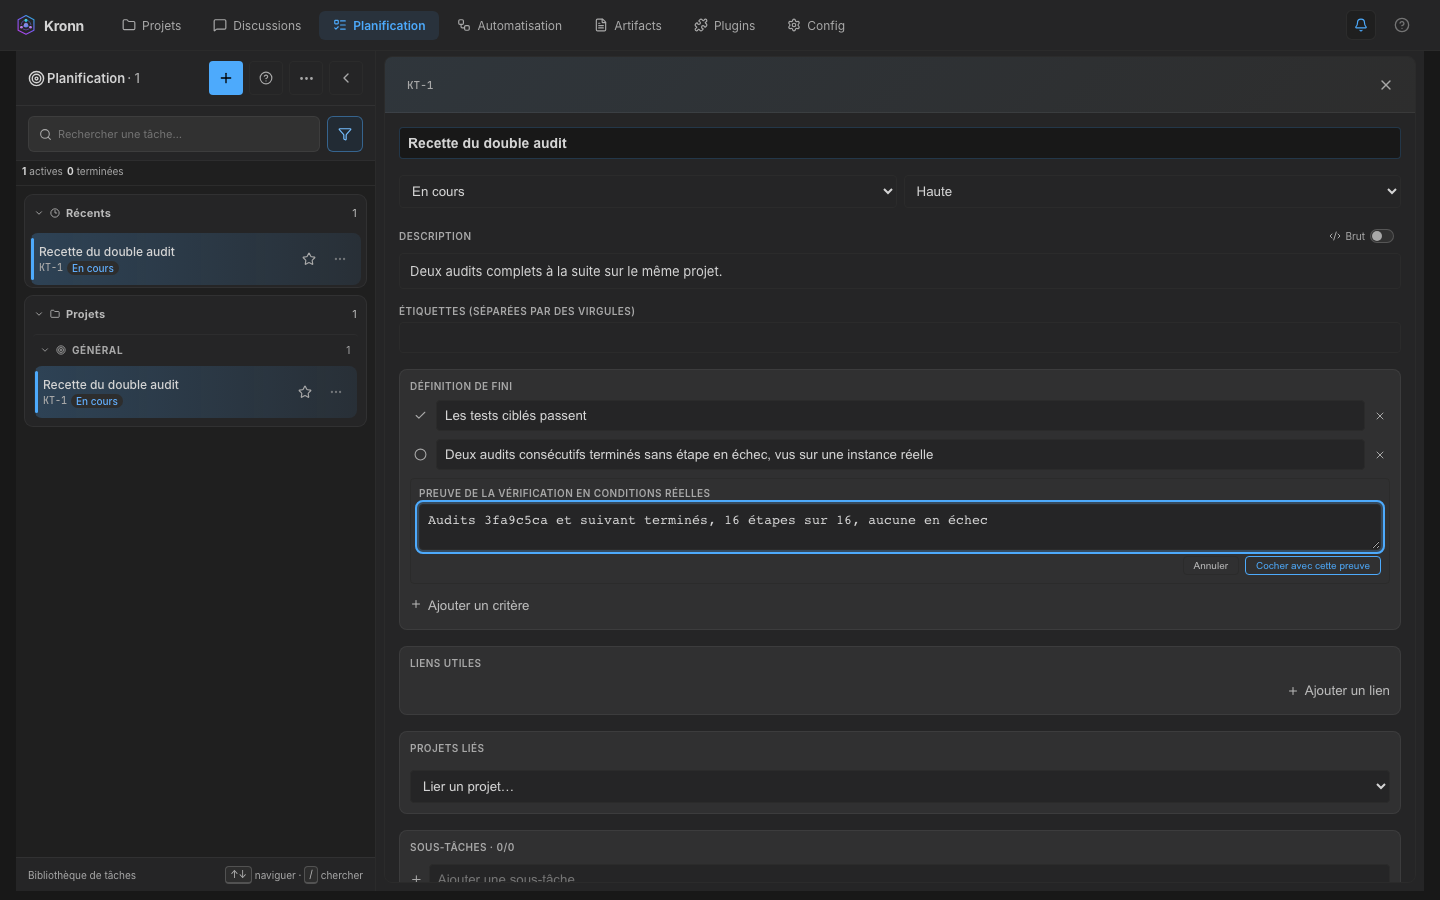 Kronn
Projets
Discussions
Planification
Automatisation
Artifacts
Plugins
Config
Planification · 1
Rechercher une tâche...
1 actives 0 terminées
Récents 1
Recette du double audit
KT-1 En cours
Projets 1
GÉNÉRAL 1
Recette du double audit
KT-1 En cours
Bibliothèque de tâches
↑↓ naviguer · / chercher
KT-1
Recette du double audit
En cours
Haute
DESCRIPTION
</> Brut
Deux audits complets à la suite sur le même projet.
ÉTIQUETTES (SÉPARÉES PAR DES VIRGULES)
DÉFINITION DE FINI
Les tests ciblés passent
Deux audits consécutifs terminés sans étape en échec, vus sur une instance réelle
PREUVE DE LA VÉRIFICATION EN CONDITIONS RÉELLES
Audits 3fa9c5ca et suivant terminés, 16 étapes sur 16, aucune en échec
Annuler
Cocher avec cette preuve
+ Ajouter un critère
LIENS UTILES
+ Ajouter un lien
PROJETS LIÉS
Lier un projet...
SOUS-TÂCHES · 0/0
+ Ajouter une sous-tâche